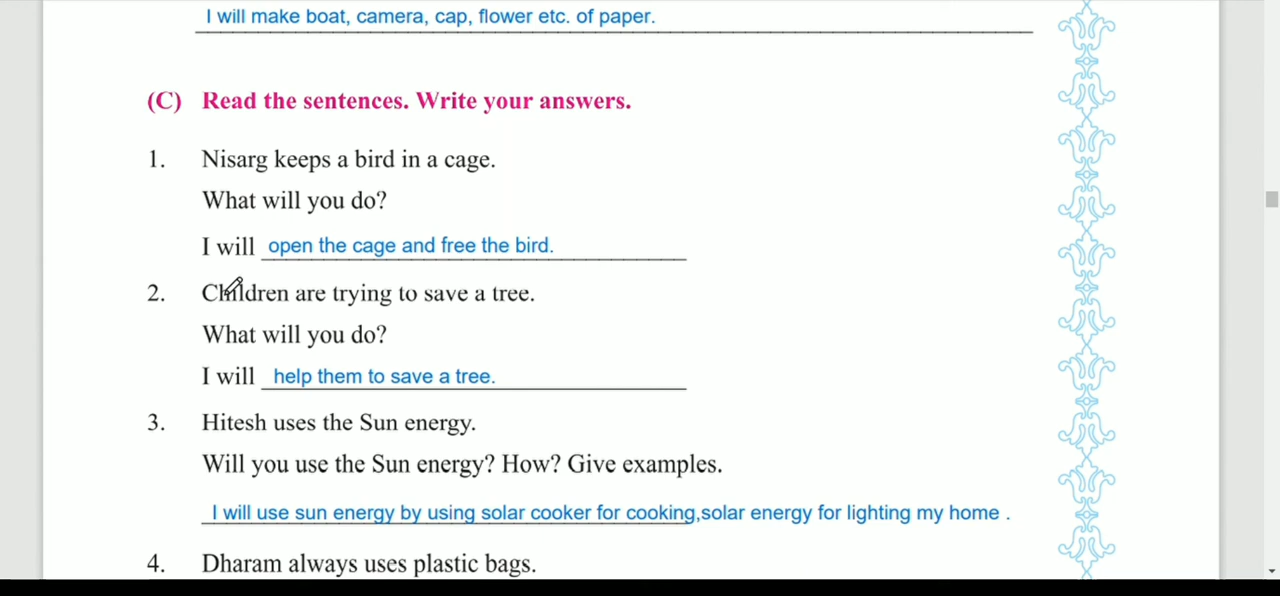 I will make boat, camera, cap, flower etc. of paper.
(C) Read the sentences. Write your answers.
1. Nisarg keeps a bird in a cage.
What will you do?
I will open the cage and free the bird.
2. Children are trying to save a tree.
What will you do?
I will help them to save a tree.
3. Hitesh uses the Sun energy.
Will you use the Sun energy? How? Give examples.
I will use sun energy by using solar cooker for cooking,solar energy for lighting my home .
4. Dharam always uses plastic bags.